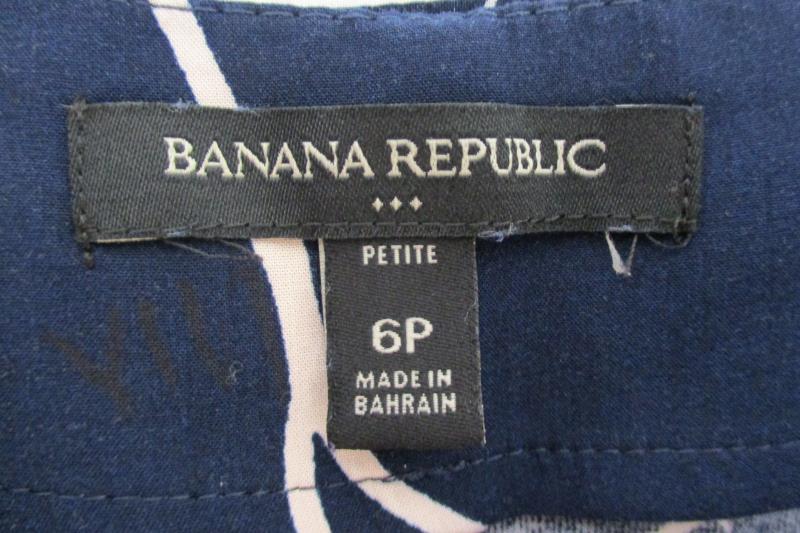 BANANA REPUBLIC
PETITE
6P
MADE IN
BAHRAIN